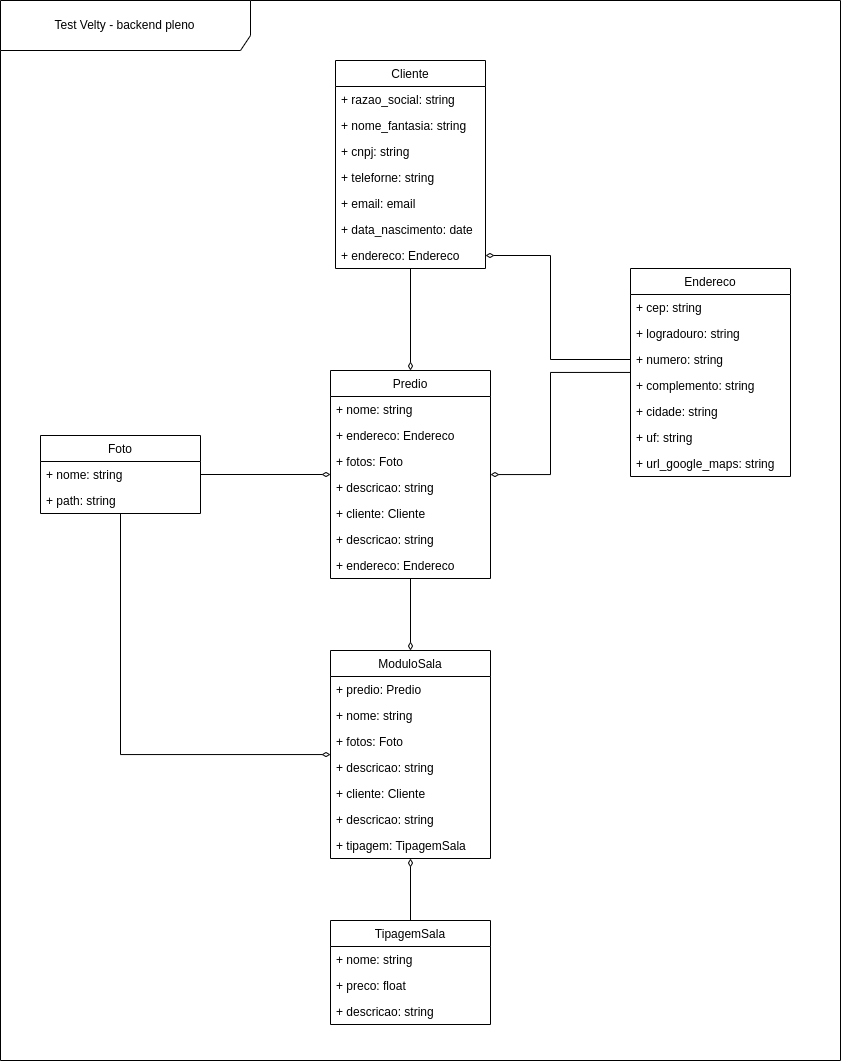 Test Velty - backend pleno
Cliente
+ razao_social: string
+ nome_fantasia: string
+ cnpj: string
+ teleforne: string
+ email: email
+ data_nascimento: date
+ endereco: Endereco
Endereco
+ cep: string
+ logradouro: string
+ numero: string
+ complemento: string
+ cidade: string
+ uf: string
+ url_google_maps: string
Predio
+ nome: string
+ endereco: Endereco
+ fotos: Foto
+ descricao: string
+ cliente: Cliente
+ descricao: string
+ endereco: Endereco
Foto
+ nome: string
+ path: string
ModuloSala
+ predio: Predio
+ nome: string
+ fotos: Foto
+ descricao: string
+ cliente: Cliente
+ descricao: string
+ tipagem: TipagemSala
TipagemSala
+ nome: string
+ preco: float
+ descricao: string